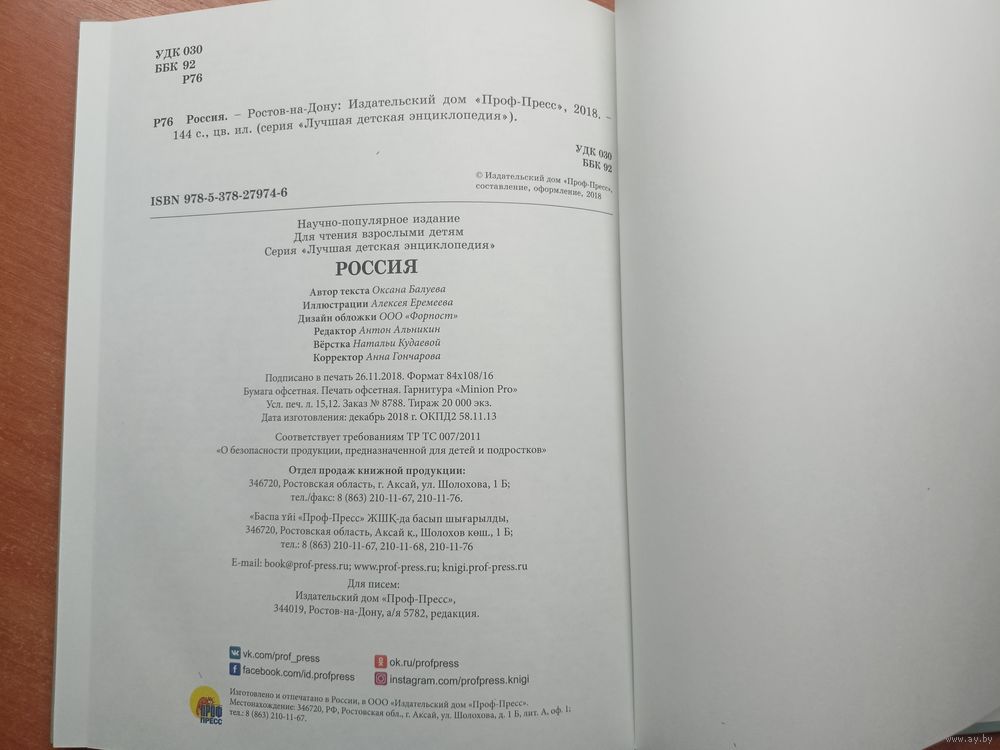 УДК 030
ББК 92
Р76
Р76 Россия. – Ростов-на-Дону: Издательский дом «Проф-Пресс», 2018. –
144 с., цв. ил. (серия «Лучшая детская энциклопедия»).
УДК 030
ББК 92
ISBN 978-5-378-27974-6
© Издательский дом «Проф-Пресс»,
составление, оформление, 2018
Научно-популярное издание
Для чтения взрослыми детям
Серия «Лучшая детская энциклопедия»
РОССИЯ
Автор текста Оксана Балуева
Иллюстрации Алексея Еремеева
Дизайн обложки ООО «Форпост»
Редактор Антон Альникин
Вёрстка Натальи Кудаевой
Корректор Анна Гончарова
Подписано в печать 26.11.2018. Формат 84х108/16
Бумага офсетная. Печать офсетная. Гарнитура «Minion Pro»
Усл. печ. л. 15,12. Заказ № 8788. Тираж 20 000 экз.
Дата изготовления: декабрь 2018 г. ОКПД2 58.11.13
Соответствует требованиям ТР ТС 007/2011
«О безопасности продукции, предназначенной для детей и подростков»
Отдел продаж книжной продукции:
346720, Ростовская область, г. Аксай, ул. Шолохова, 1 Б;
тел./факс: 8 (863) 210-11-67, 210-11-76.
«Баспа үйі «Проф-Пресс» ЖШҚ-да басып шығарылды,
346720, Ростовская область, Аксай қ., Шолохов көш., 1 Б;
тел.: 8 (863) 210-11-67, 210-11-68, 210-11-76
E-mail: book@prof-press.ru; www.prof-press.ru; knigi.prof-press.ru
Для писем:
Издательский дом «Проф-Пресс»,
344019, Ростов-на-Дону, а/я 5782, редакция.
vk.com/prof_press
ok.ru/profpress
facebook.com/id.profpress
instagram.com/profpress.knigi
ПРОФ
ПРЕСС
Изготовлено и отпечатано в России, в ООО «Издательский дом «Проф-Пресс».
Местонахождение: 346720, РФ, Ростовская обл., г. Аксай, ул. Шолохова, д. 1 Б, лит. А, оф. 1;
тел.: 8 (863) 210-11-67.
www.ay.by